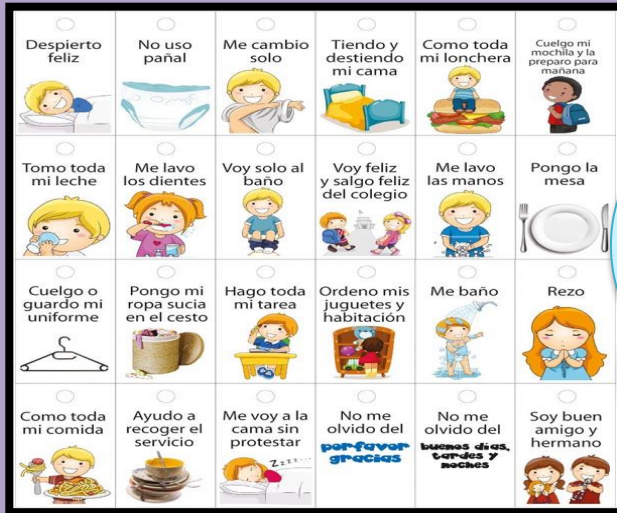 Despierto
feliz
No uso
pañal
Me cambio
solo
Tiendo y
destiendo
mi cama
Como toda
mi lonchera
Cuelgo mi
mochila y la
preparo para
mañana
Tomo toda
mi leche
Me lavo
los dientes
Voy solo al
baño
Voy feliz
y salgo feliz
del colegio
Me lavo
las manos
Pongo la
mesa
Cuelgo o
guardo mi
uniforme
Pongo mi
ropa sucia
en el cesto
Hago toda
mi tarea
Ordeno mis
juguetes y
habitación
Me baño
Rezo
Como toda
mi comida
Ayudo a
recoger el
servicio
Me voy a la
cama sin
protestar
Zzzz...
No me
olvido del
porfavor
gracias
No me
olvido del
buenos días,
tardes y
noches
Soy buen
amigo y
hermano